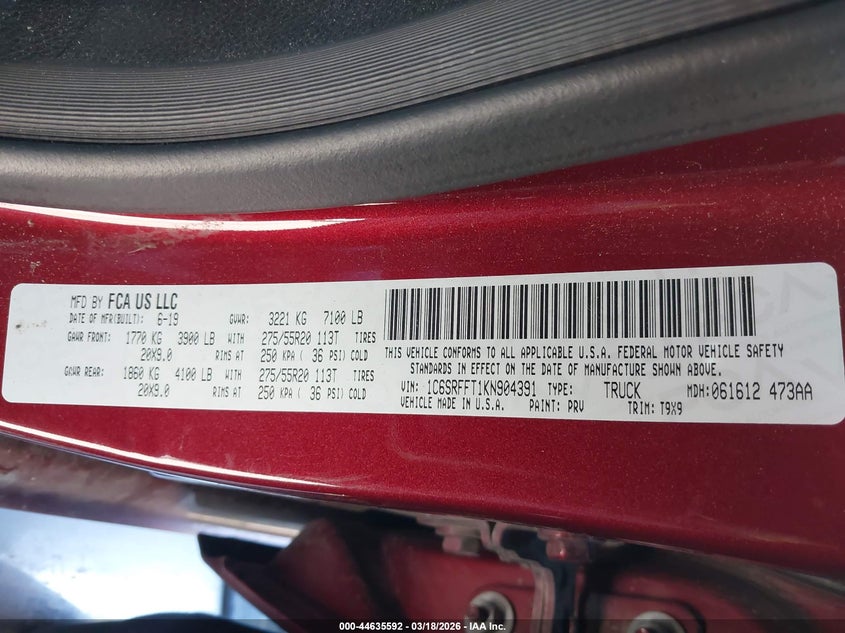 MFD BY FCA US LLC
DATE OF MFR(BUILT): 6-19 GVWR: 3221 KG 7100 LB
GAWR FRONT: 1770 KG 3900 LB WITH 275/55R20 113T TIRES
20X9.0 RIMS AT 250 KPA ( 36 PSI) COLD
GAWR REAR: 1860 KG 4100 LB WITH 275/55R20 113T TIRES
20X9.0 RIMS AT 250 KPA ( 36 PSI) COLD
THIS VEHICLE CONFORMS TO ALL APPLICABLE U.S.A. FEDERAL MOTOR VEHICLE SAFETY
STANDARDS IN EFFECT ON THE DATE OF MANUFACTURE SHOWN ABOVE.
VIN: 1C6SRFFT1KN904391 TYPE: TRUCK MDH: 061612 473AA
VEHICLE MADE IN U.S.A. PAINT: PRV TRIM: T9X9
000-44635592 — 03/18/2026 — IAA Inc.